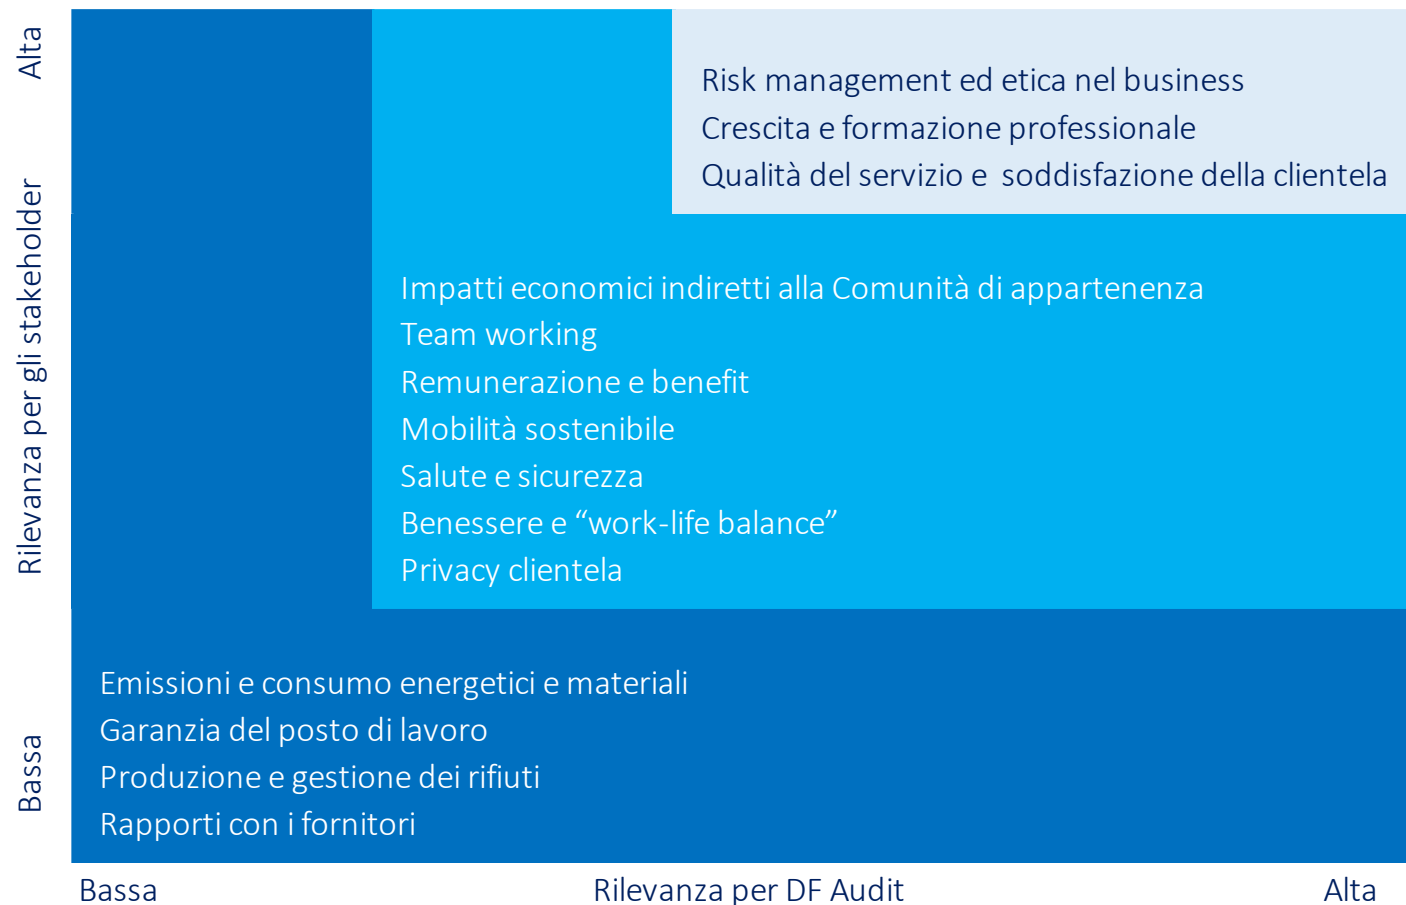 Alta
Risk management ed etica nel business
Crescita e formazione professionale
Qualità del servizio e soddisfazione della clientela
Rilevanza per gli stakeholder
Impatti economici indiretti alla Comunità di appartenenza
Team working
Remunerazione e benefit
Mobilità sostenibile
Salute e sicurezza
Benessere e “work-life balance”
Privacy clientela
Bassa
Emissioni e consumo energetici e materiali
Garanzia del posto di lavoro
Produzione e gestione dei rifiuti
Rapporti con i fornitori
Bassa
Rilevanza per DF Audit
Alta